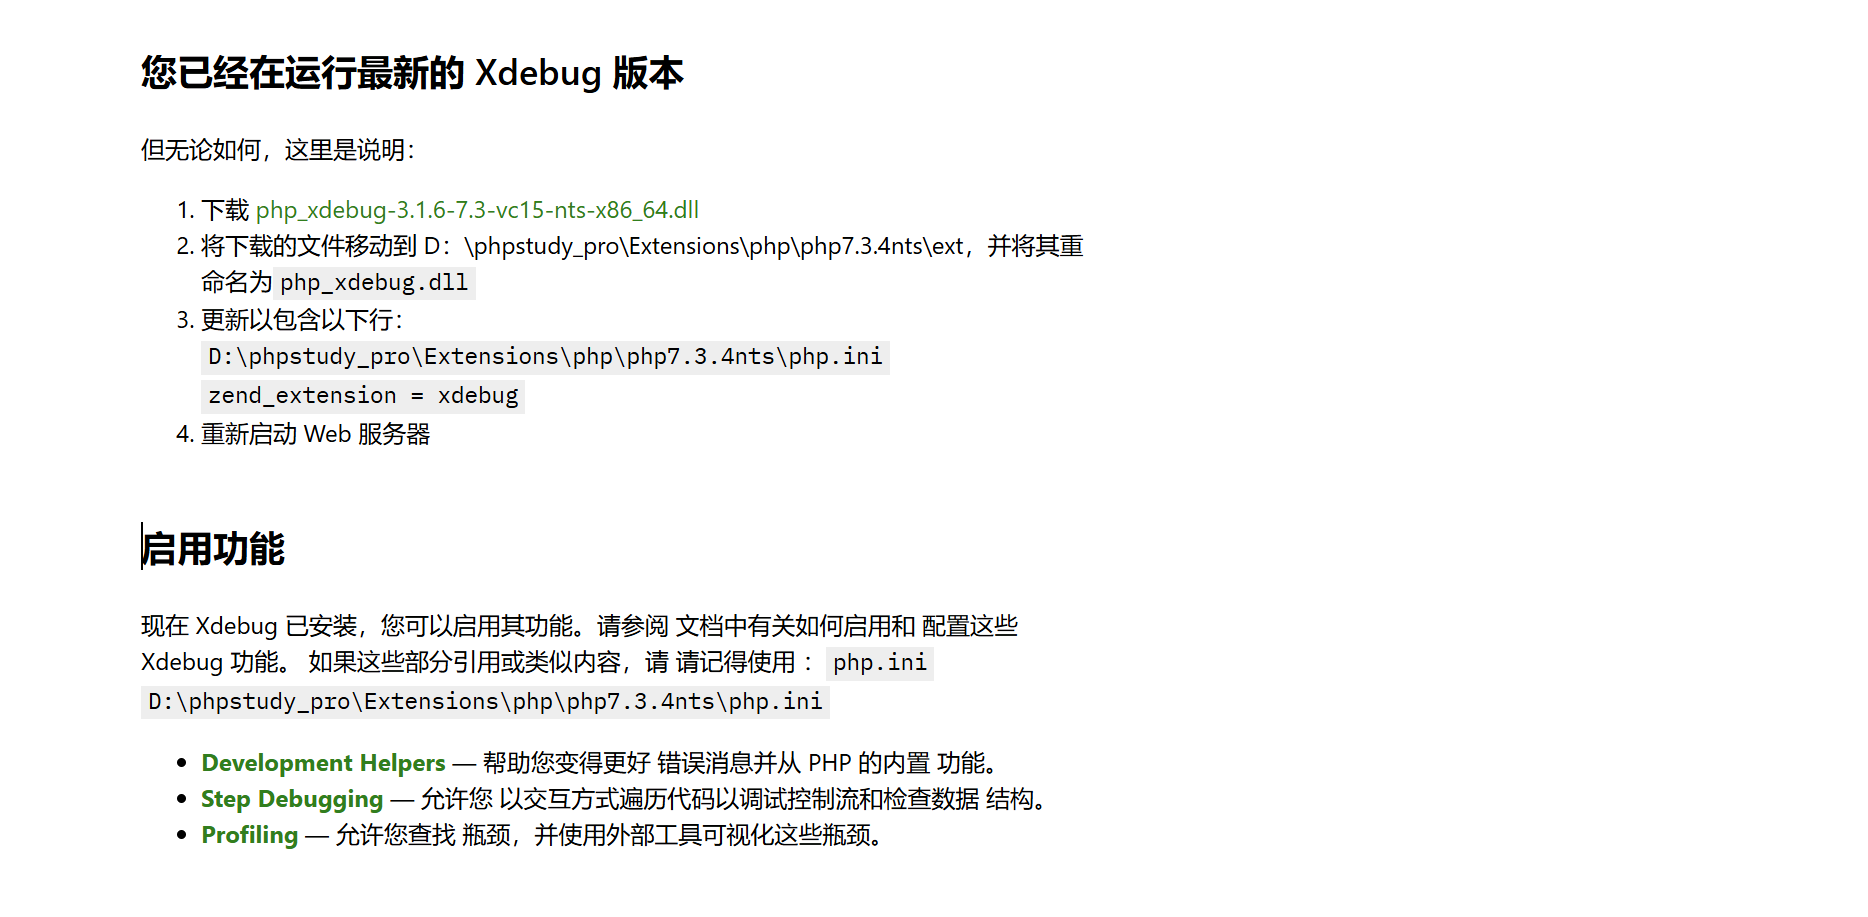 您已经在运行最新的 Xdebug 版本
但无论如何，这里是说明：
1. 下载 php_xdebug-3.1.6-7.3-vc15-nts-x86_64.dll
2. 将下载的文件移动到 D：\phpstudy_pro\Extensions\php\php7.3.4nts\ext，并将其重
命名为 php_xdebug.dll
3. 更新以包含以下行：
D:\phpstudy_pro\Extensions\php\php7.3.4nts\php.ini
zend_extension = xdebug
4. 重新启动 Web 服务器
启用功能
现在 Xdebug 已安装，您可以启用其功能。请参阅 文档中有关如何启用和 配置这些
Xdebug 功能。 如果这些部分引用或类似内容，请 请记得使用 ： php.ini
D:\phpstudy_pro\Extensions\php\php7.3.4nts\php.ini
• Development Helpers — 帮助您变得更好 错误消息并从 PHP 的内置 功能。
• Step Debugging — 允许您 以交互方式遍历代码以调试控制流和检查数据 结构。
• Profiling — 允许您查找 瓶颈，并使用外部工具可视化这些瓶颈。